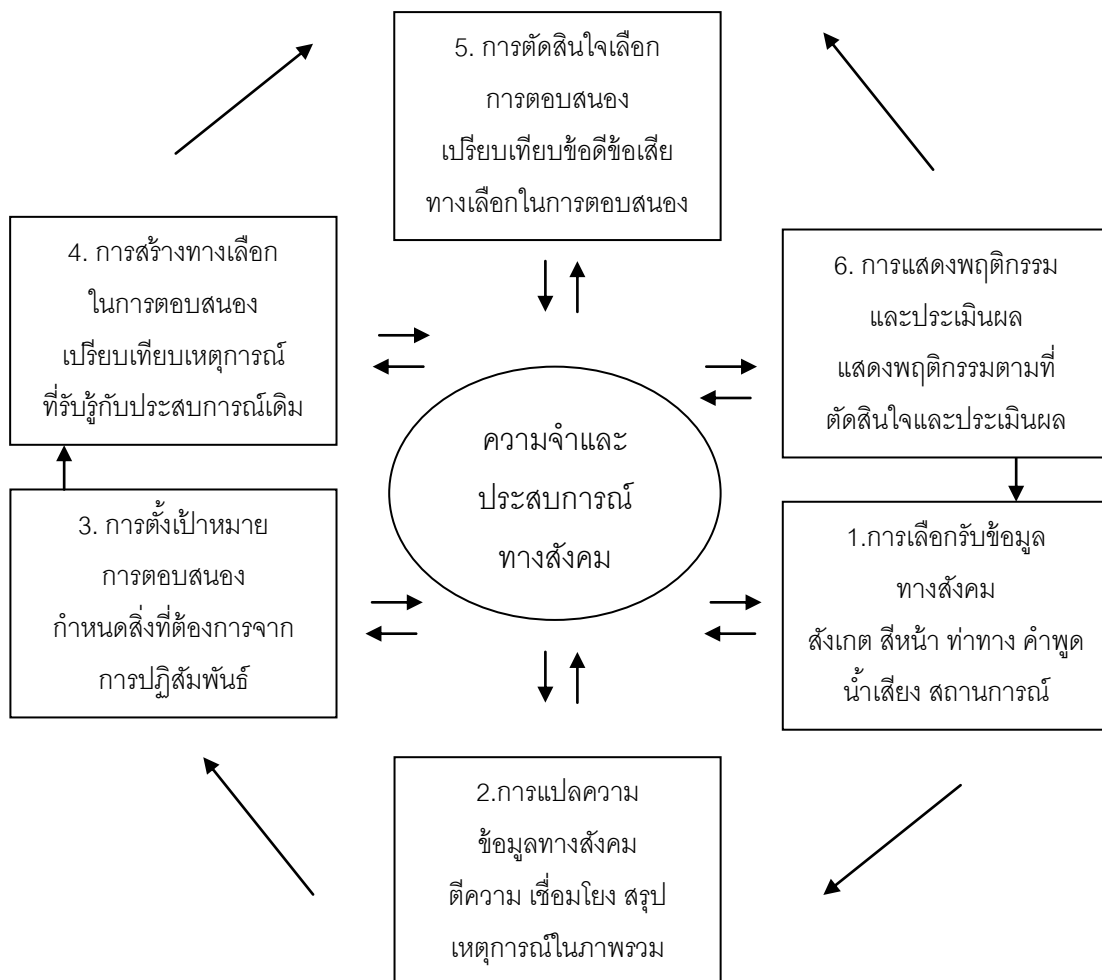 5. การตัดสินใจเลือก
การตอบสนอง
เปรียบเทียบข้อดีข้อเสีย
ทางเลือกในการตอบสนอง
4. การสร้างทางเลือก
ในการตอบสนอง
เปรียบเทียบเหตุการณ์
ที่รับรู้กับประสบการณ์เดิม
6. การแสดงพฤติกรรม
และประเมินผล
แสดงพฤติกรรมตามที่
ตัดสินใจและประเมินผล
ความจำและ
ประสบการณ์
ทางสังคม
3. การตั้งเป้าหมาย
การตอบสนอง
กำหนดสิ่งที่ต้องการจาก
การปฏิสัมพันธ์
1.การเลือกรับข้อมูล
ทางสังคม
สังเกต สีหน้า ท่าทาง คำพูด
น้ำเสียง สถานการณ์
2.การแปลความ
ข้อมูลทางสังคม
ตีความ เชื่อมโยง สรุป
เหตุการณ์ในภาพรวม